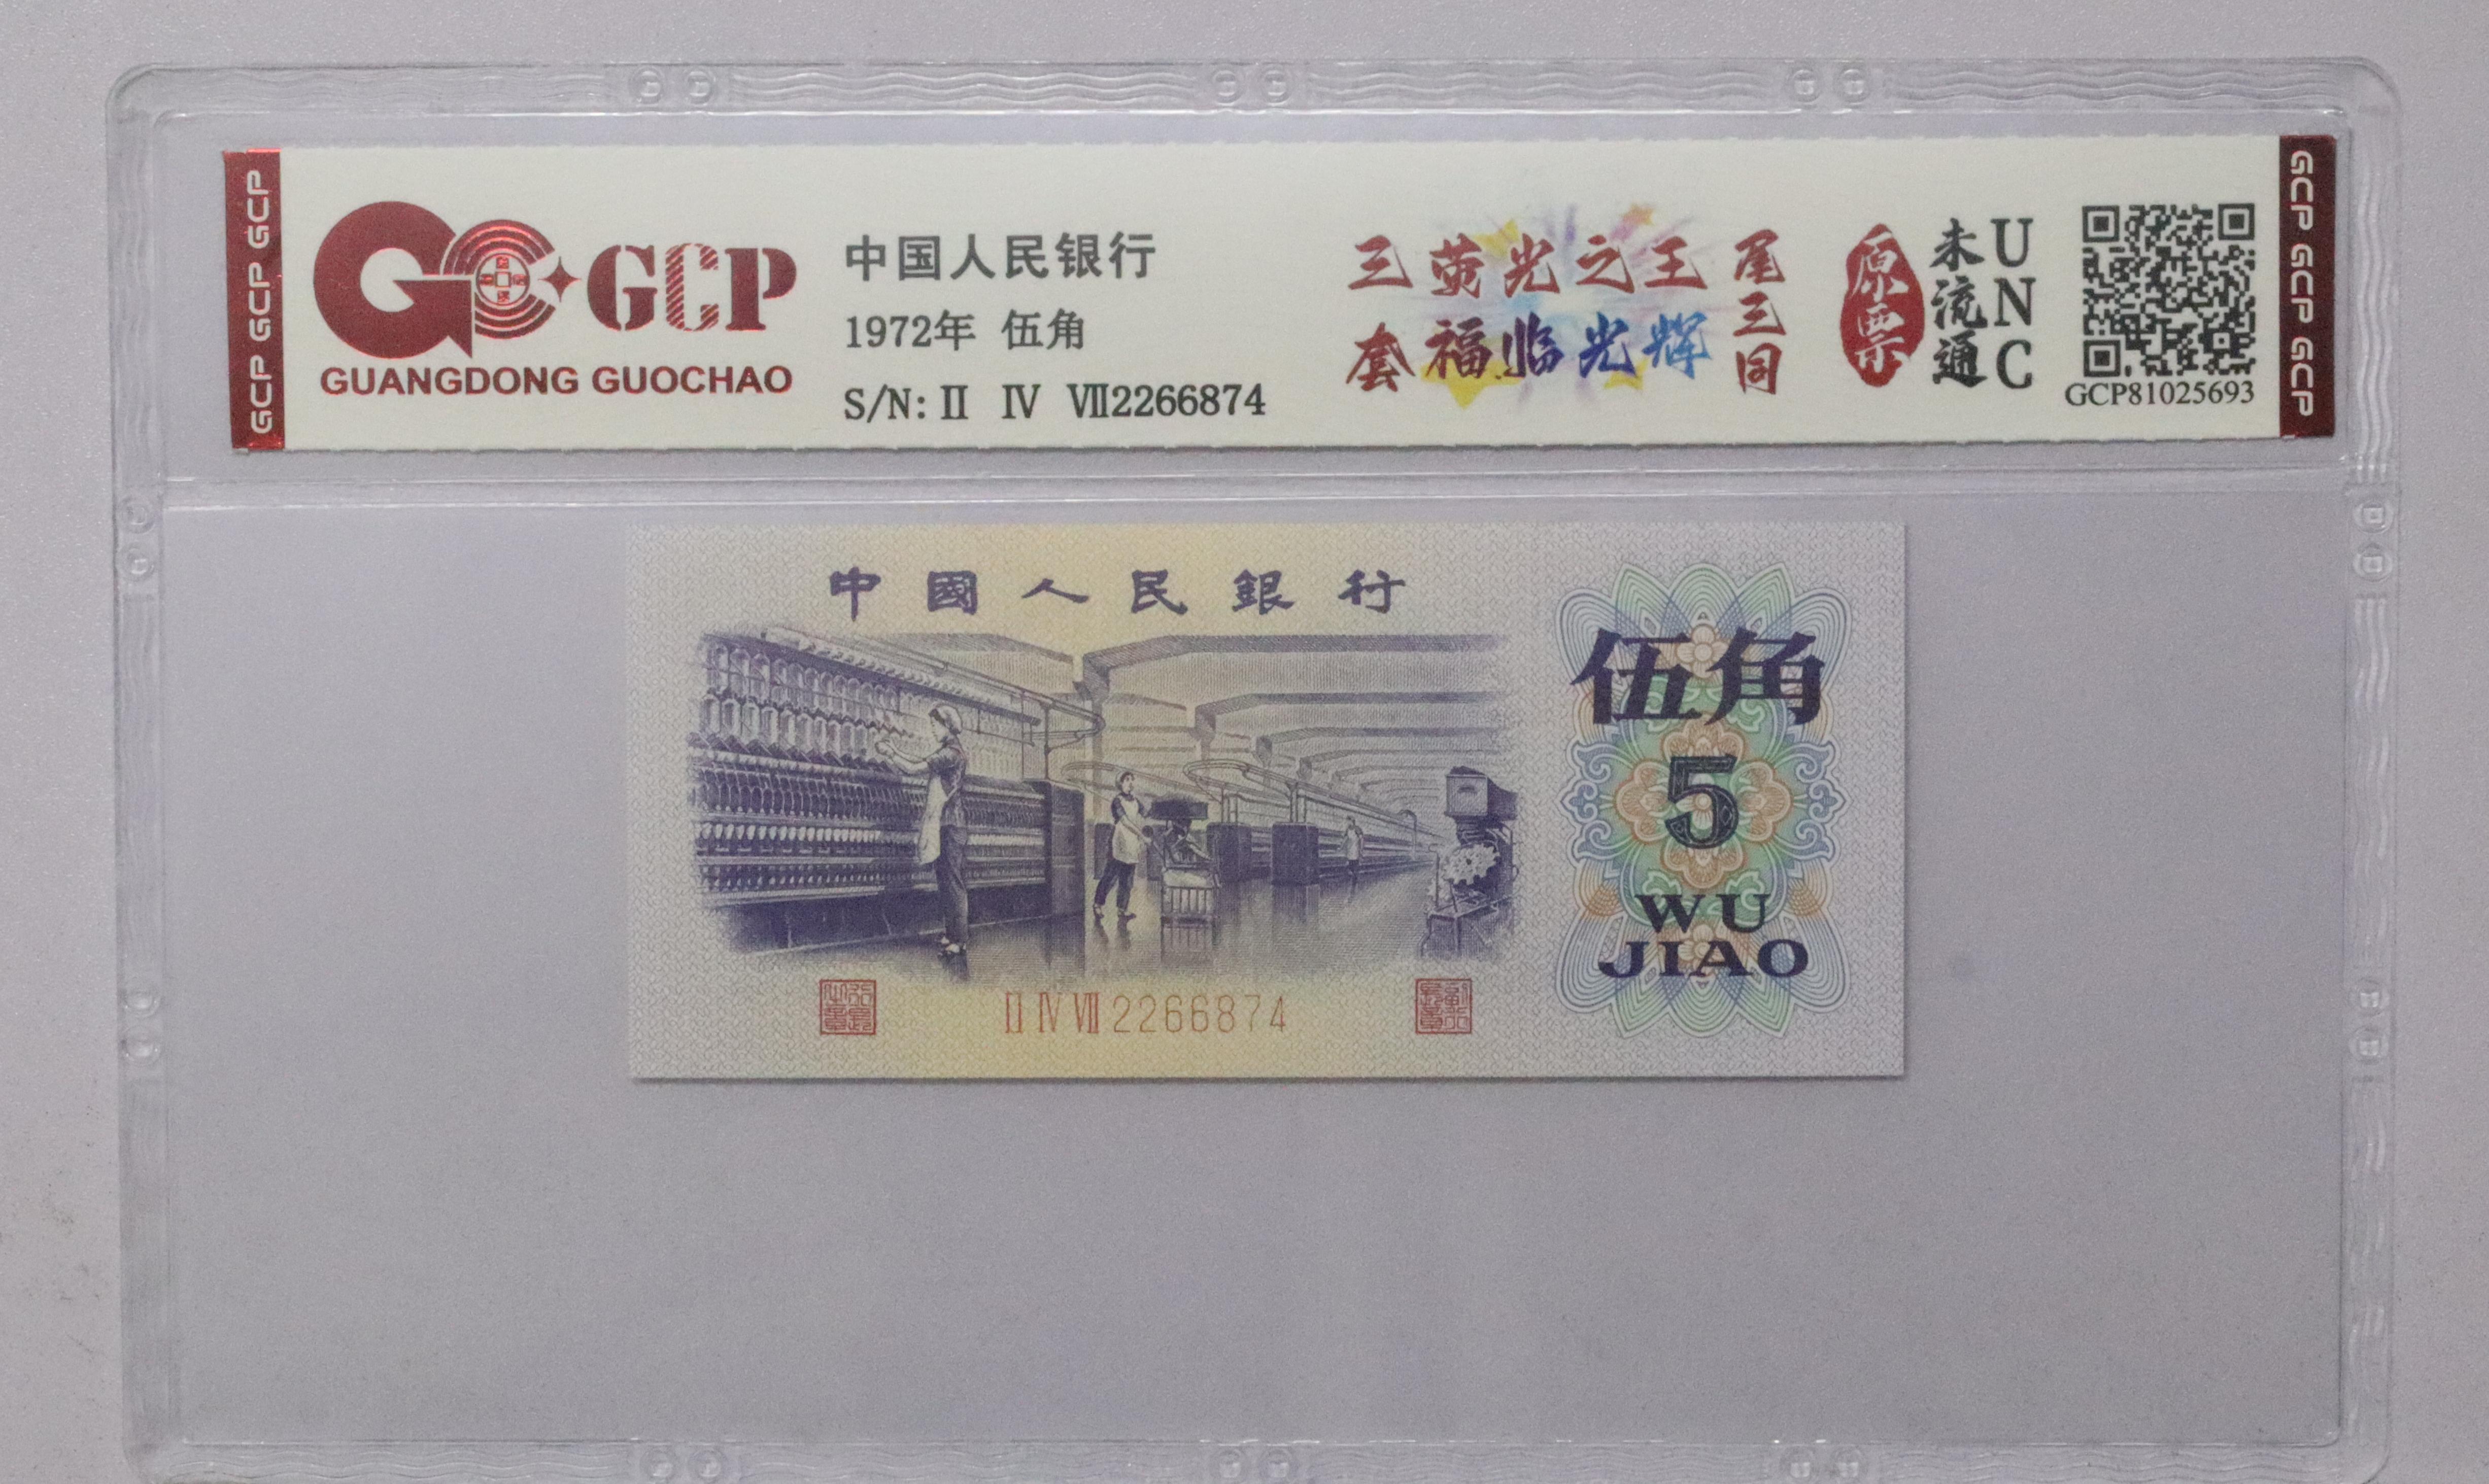 GCP GCP GCP
GCP
GUANGDONG GUOCHAO
中国人民银行
1972年 伍角
S/N: Ⅱ Ⅳ Ⅶ2266874
三套
荧光之王
福临光辉
尾三同
原票
未流通
UNC
GCP81025693
GCP GCP GCP
中國人民銀行
伍角
5
WU
JIAO
Ⅱ Ⅳ Ⅶ 2266874